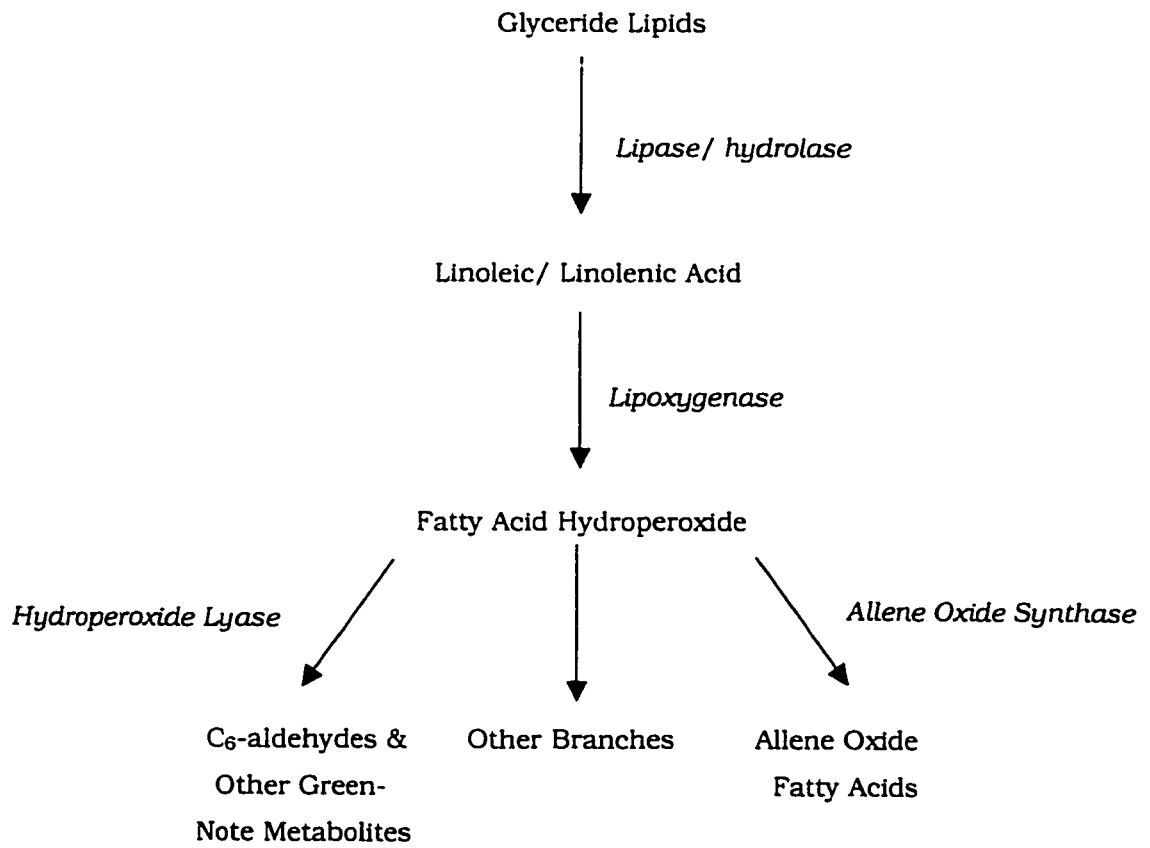 Glyceride Lipids
Lipase/ hydrolase
Linoleic/ Linolenic Acid
Lipoxygenase
Fatty Acid Hydroperoxide
Hydroperoxide Lyase
Allene Oxide Synthase
C₆-aldehydes &
Other Green-
Note Metabolites
Other Branches
Allene Oxide
Fatty Acids